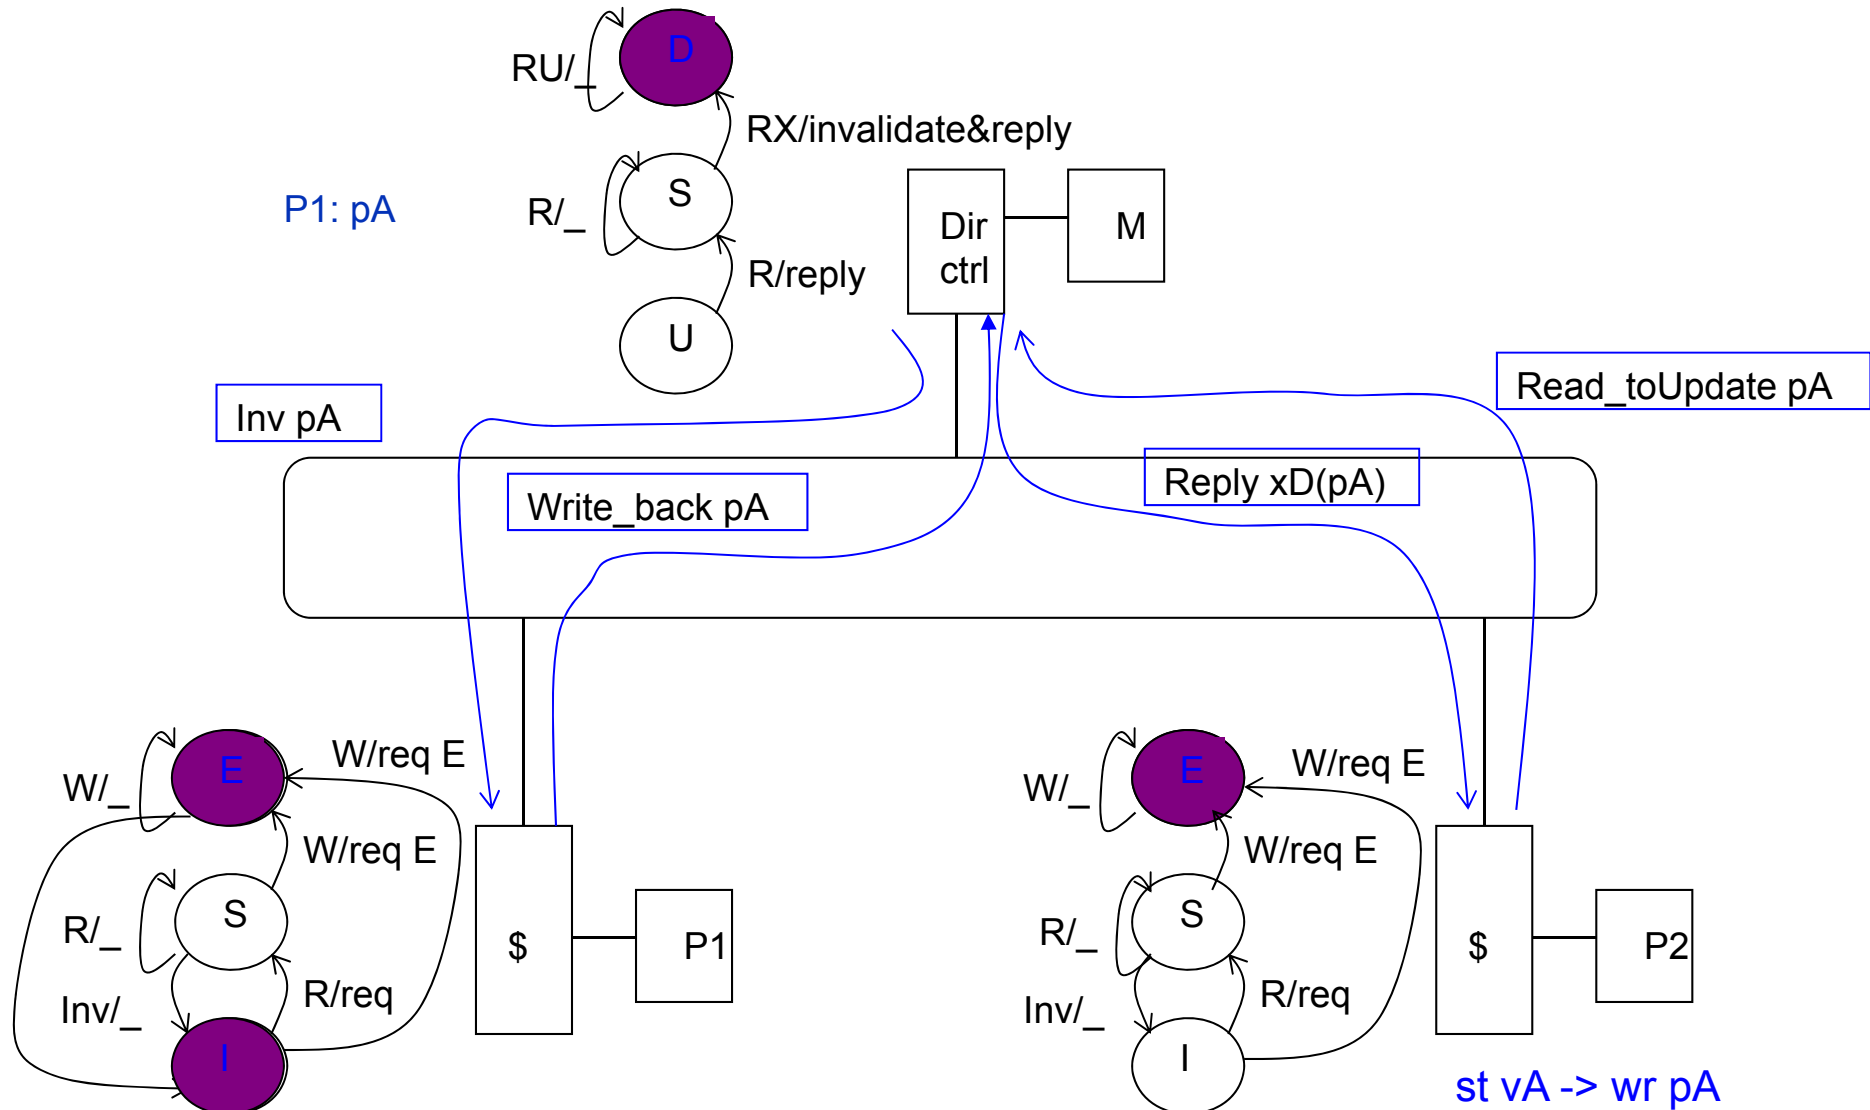 D
RU/_
RX/invalidate&reply
S
P1: pA
R/_
Dir
ctrl
M
R/reply
U
Read_toUpdate pA
Inv pA
Reply xD(pA)
Write_back pA
E
W/req E
W/_
W/req E
S
R/_
R/req
Inv/_
I
$
P1
E
W/req E
W/_
W/req E
S
R/_
R/req
Inv/_
I
$
P2
st vA -> wr pA